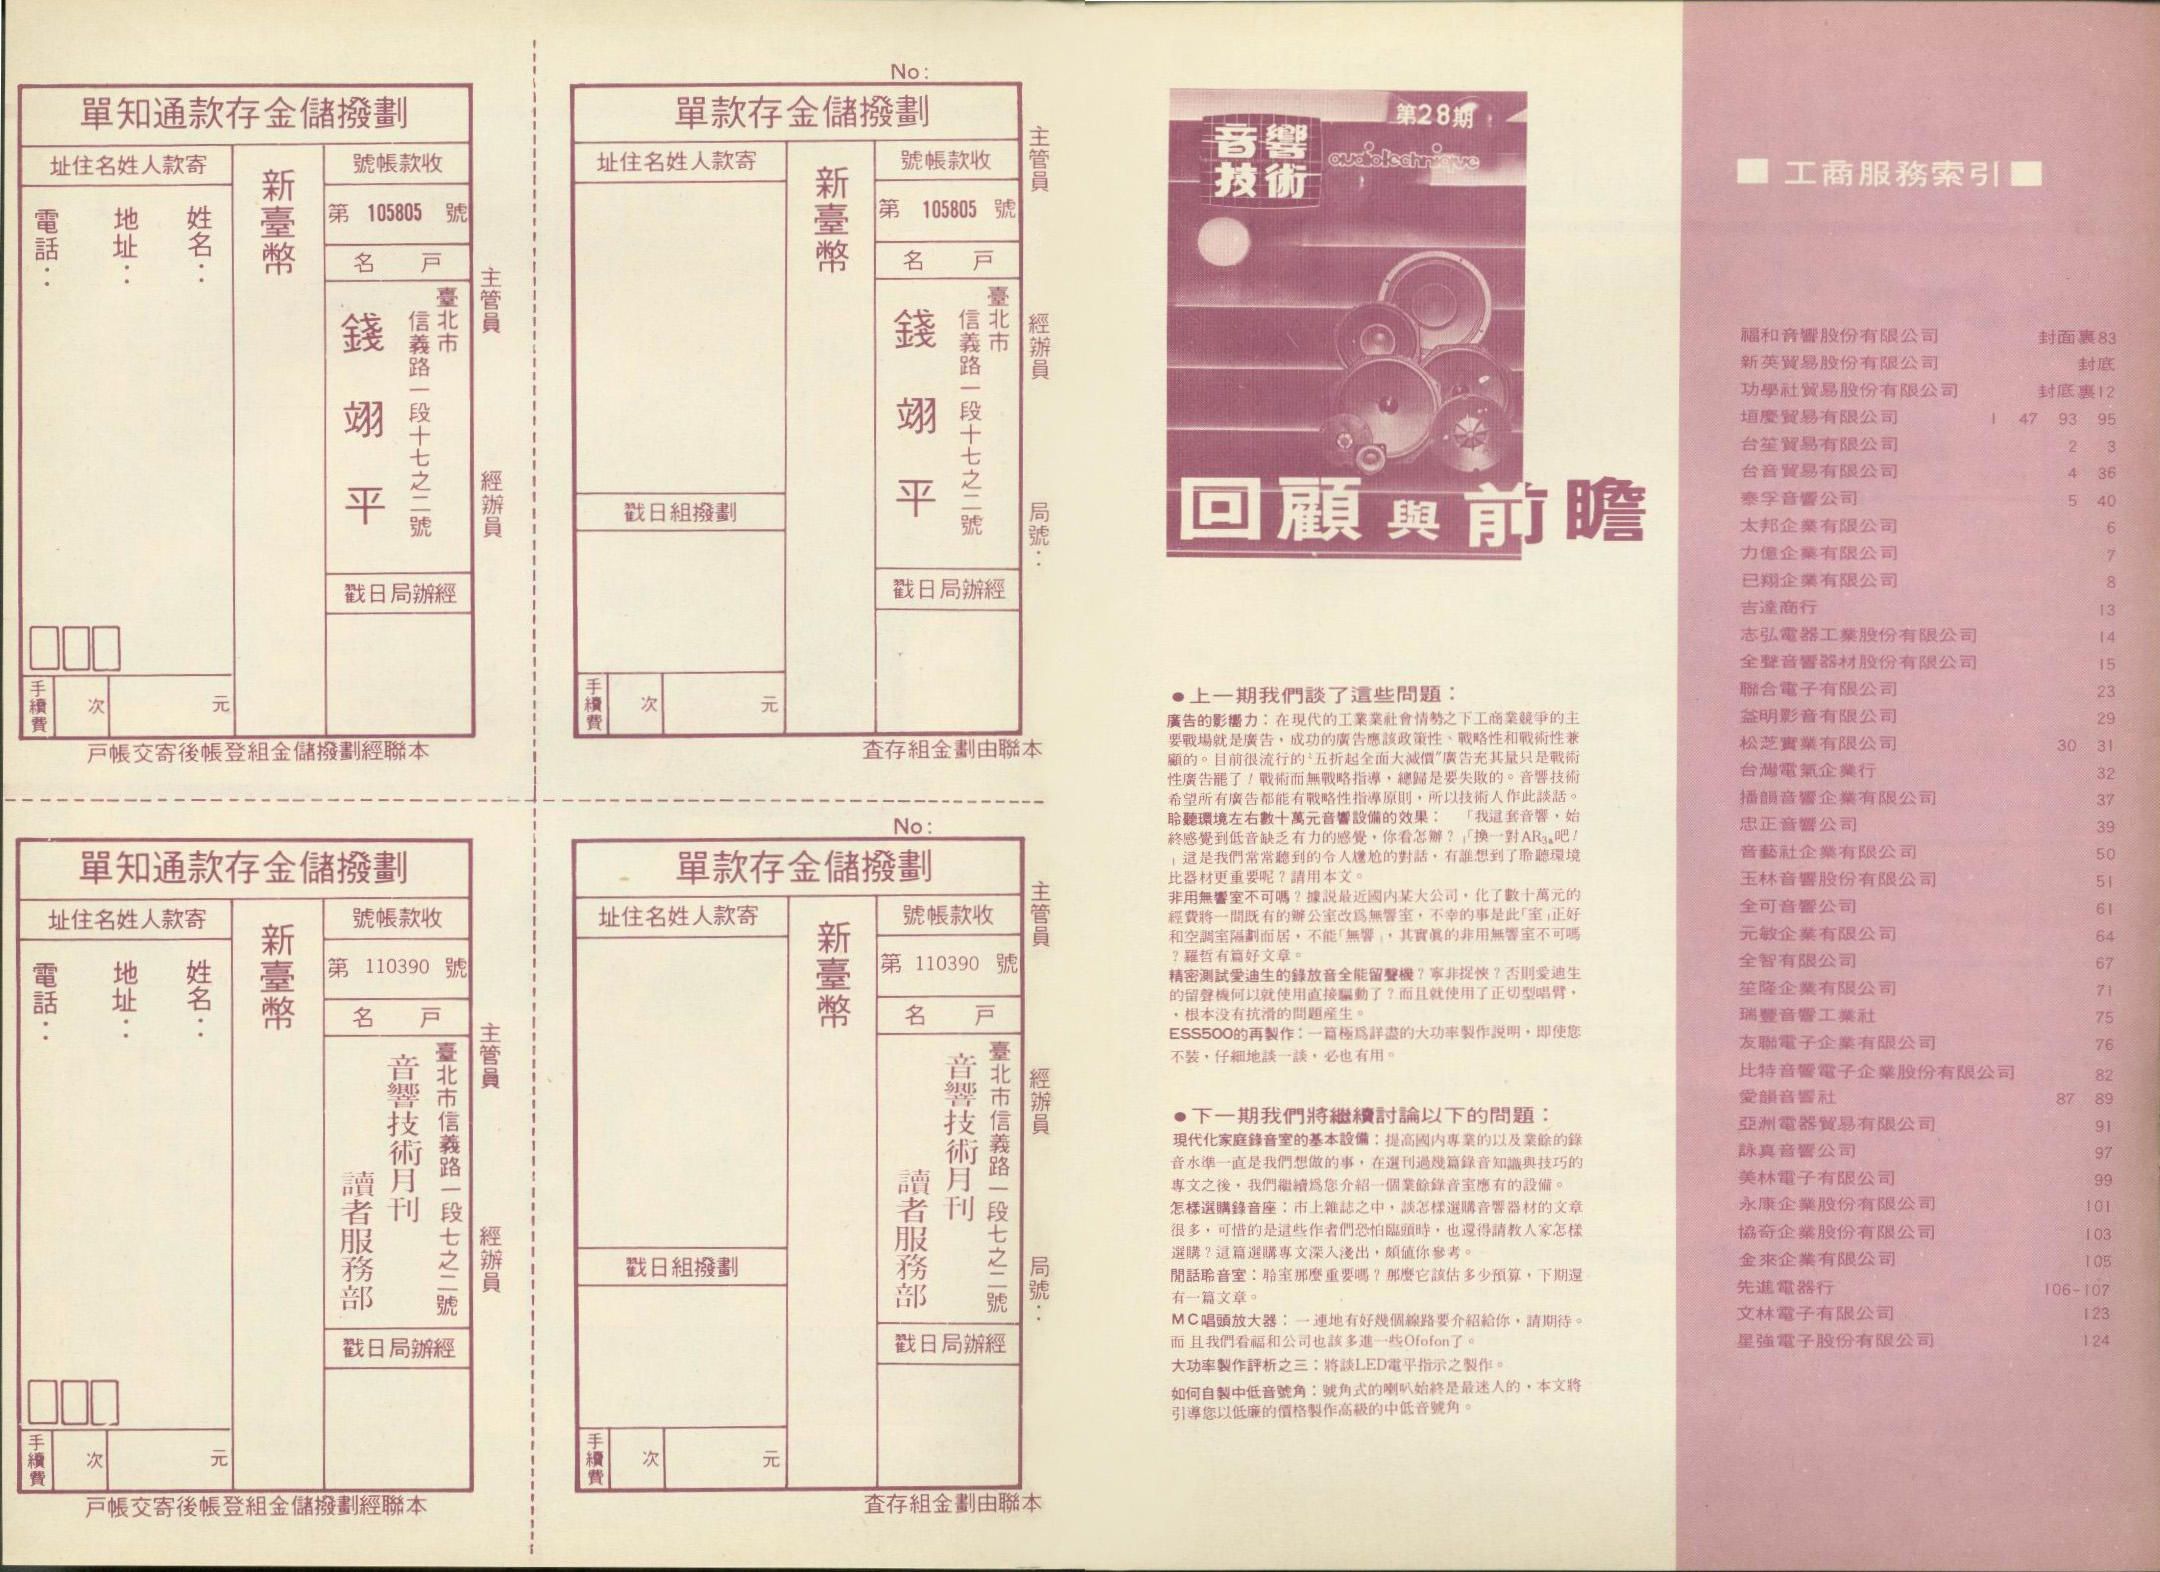 劃撥儲金存款通知單
收款帳號
寄款人姓名住址
第 105805 號
新臺幣
姓名：
地址：
電話：
戶名
臺北市
信義路一段十七之二號
錢翊平
經辦局日戳
手續費
次
元
主管員
經辦員
本聯經劃撥儲金組登帳後寄交帳戶
No:
劃撥儲金存款單
收款帳號
寄款人姓名住址
第 105805 號
新臺幣
戶名
臺北市
信義路一段十七之二號
錢翊平
劃撥組日戳
經辦局日戳
手續費
次
元
主管員
經辦員
局號：
本聯由劃金組存查
劃撥儲金存款通知單
收款帳號
寄款人姓名住址
第 110390 號
新臺幣
姓名：
地址：
電話：
戶名
臺北市信義路一段七之二號
音響技術月刊
讀者服務部
經辦局日戳
手續費
次
元
主管員
經辦員
本聯經劃撥儲金組登帳後寄交帳戶
No:
劃撥儲金存款單
收款帳號
寄款人姓名住址
第 110390 號
新臺幣
戶名
臺北市信義路一段七之二號
音響技術月刊
讀者服務部
劃撥組日戳
經辦局日戳
手續費
次
元
主管員
經辦員
局號：
本聯由劃金組存查
第28期
音響
技術
audiotechnique
回顧與前瞻
●上一期我們談了這些問題：
廣告的影響力：在現代的工業業社會情勢之下工商業競爭的主
要戰場就是廣告，成功的廣告應該政策性、戰略性和戰術性兼
顧的。目前很流行的“五折起全面大減價”廣告充其量只是戰術
性廣告罷了！戰術而無戰略指導，總歸是要失敗的。音響技術
希望所有廣告都能有戰略性指導原則，所以技術人作此談話。
聆聽環境左右數十萬元音響設備的效果：「我這套音響，始
終感覺到低音缺乏有力的感覺，你看怎辦？」「換一對AR3a吧！
」這是我們常常聽到的令人尷尬的對話，有誰想到了聆聽環境
比器材更重要呢？請用本文。
非用無響室不可嗎？據說最近國內某大公司，化了數十萬元的
經費將一間既有的辦公室改爲無響室，不幸的事是此「室」正好
和空調室隔劃而居，不能「無響」，其實眞的非用無響室不可嗎
？羅哲有篇好文章。
精密測試愛迪生的錄放音全能留聲機？寧非捉恢？否則愛迪生
的留聲機何以就使用直接驅動了？而且就使用了正切型唱臂，
，根本没有抗滑的問題産生。
ESS500的再製作：一篇極爲詳盡的大功率製作説明，即使您
不裝，仔細地談一談，必也有用。
●下一期我們將繼續討論以下的問題：
現代化家庭錄音室的基本設備：提高國内專業的以及業餘的錄
音水準一直是我們想做的事，在選刊過幾篇錄音知識與技巧的
專文之後，我們繼續爲您介紹一個業餘錄音室應有的設備。
怎樣選購錄音座：市上雜誌之中，談怎樣選購音響器材的文章
很多，可惜的是這些作者們恐怕臨頭時，也還得請教人家怎樣
選購？這篇選購專文深入淺出，頗值你參考。
閒話聆音室：聆室那麼重要嗎？那麼它該估多少預算，下期還
有一篇文章。
MC唱頭放大器：一連地有好幾個線路要介紹給你，請期待。
而且我們看福和公司也該多進一些Ofofon了。
大功率製作評析之三：將談LED電平指示之製作。
如何自製中低音號角：號角式的喇叭始終是最迷人的，本文將
引導您以低廉的價格製作高級的中低音號角。
■ 工商服務索引 ■
福和音響股份有限公司 封面裏83
新英貿易股份有限公司 封底
功學社貿易股份有限公司 封底裏12
垣慶貿易有限公司 1 47 93 95
台笙貿易有限公司 2 3
台音貿易有限公司 4 36
泰孚音響公司 5 40
太邦企業有限公司 6
力億企業有限公司 7
已翔企業有限公司 8
吉達商行 13
志弘電器工業股份有限公司 14
全聲音響器材股份有限公司 15
聯合電子有限公司 23
益明影音有限公司 29
松芝實業有限公司 30 31
台灣電氣企業行 32
播韻音響企業有限公司 37
忠正音響公司 39
音藝社企業有限公司 50
玉林音響股份有限公司 51
全可音響公司 61
元敏企業有限公司 64
全智有限公司 67
笙隆企業有限公司 71
瑞豐音響工業社 75
友聯電子企業有限公司 76
比特音響電子企業股份有限公司 82
愛韻音響社 87 89
亞洲電器貿易有限公司 91
詠真音響公司 97
美林電子有限公司 99
永康企業股份有限公司 101
協奇企業股份有限公司 103
金來企業有限公司 105
先進電器行 106-107
文林電子有限公司 123
星強電子股份有限公司 124